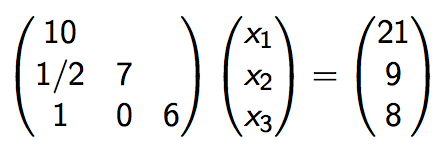 10 x₁ 21
1/2 7 x₂ = 9
1 0 6 x₃ 8